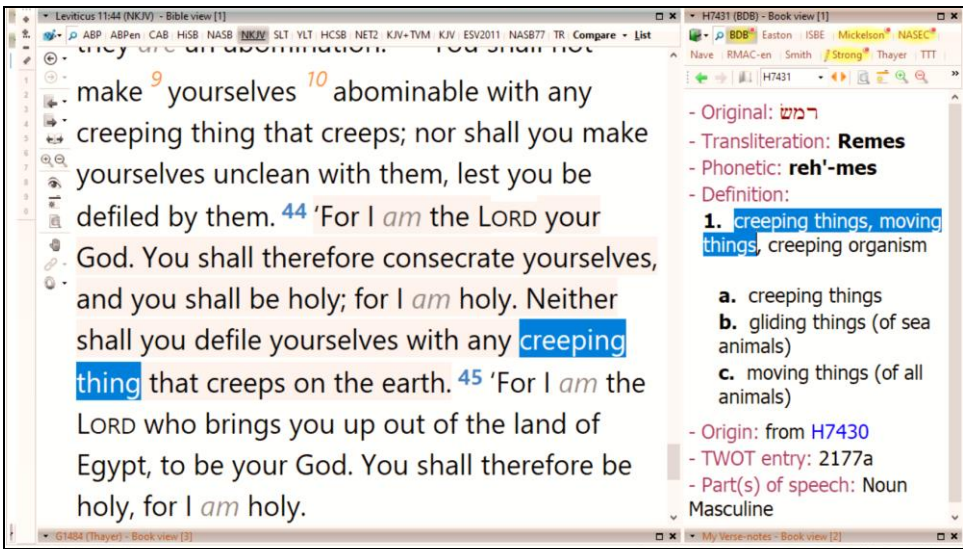 Leviticus 11:44 (NKJV) - Bible view [1]
ABP ABPen CAB HiSB NASB NKJV SLT YLT HCSB NET2 KJV+TVM KJV ESV2011 NASB77 TR Compare List
they are an abomination. You shall not
make 9 yourselves 10 abominable with any
creeping thing that creeps; nor shall you make
yourselves unclean with them, lest you be
defiled by them. 44 ‘For I am the LORD your
God. You shall therefore consecrate yourselves,
and you shall be holy; for I am holy. Neither
shall you defile yourselves with any creeping
thing that creeps on the earth. 45 ‘For I am the
LORD who brings you up out of the land of
Egypt, to be your God. You shall therefore be
holy, for I am holy.
G1484 (Thayer) - Book view [3]
H7431 (BDB) - Book view [1]
BDB Easton ISBE Mickelson NASEC
Nave RMAC-en Smith Strong Thayer TTT
H7431 »
- Original: רמשׂ
- Transliteration: Remes
- Phonetic: reh'-mes
- Definition:
1. creeping things, moving
things, creeping organism
a. creeping things
b. gliding things (of sea
animals)
c. moving things (of all
animals)
- Origin: from H7430
- TWOT entry: 2177a
- Part(s) of speech: Noun
Masculine
My Verse-notes - Book view [2]